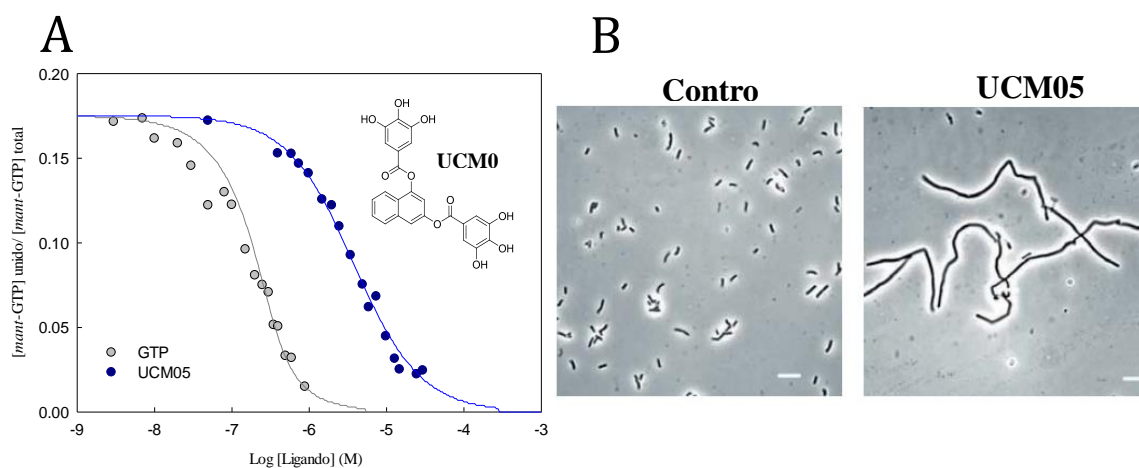 A
B
Contro
UCM05
[mant-GTP] unido/ [mant-GTP] total
0.20
0.15
0.10
0.05
0.00
OH
HO
OH
UCM0
O
O
O
O
OH
OH
OH
GTP
UCM05
-9
-8
-7
-6
-5
-4
-3
Log [Ligando] (M)